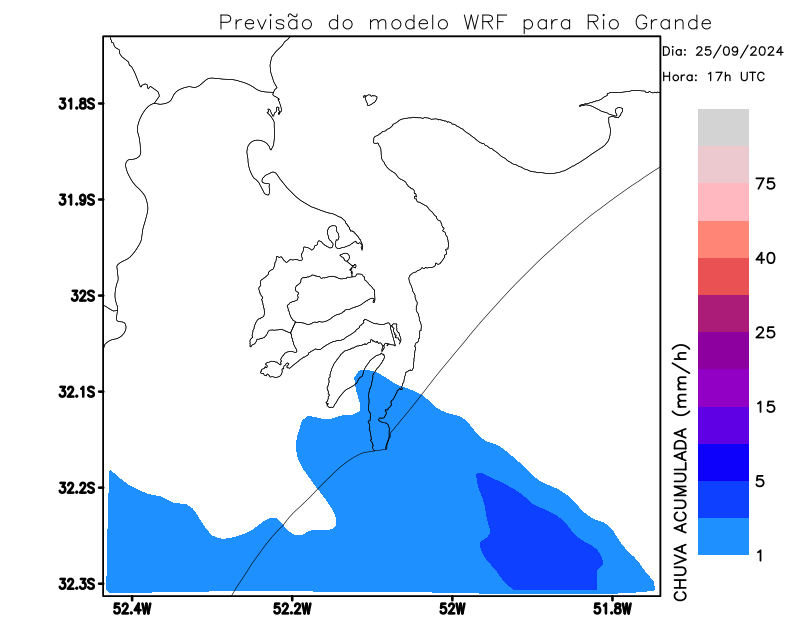 Previsão do modelo WRF para Rio Grande
Dia: 25/09/2024
Hora: 17h UTC
31.8S
31.9S
32S
32.1S
32.2S
32.3S
52.4W
52.2W
52W
51.8W
75
40
25
15
5
1
CHUVA ACUMULADA (mm/h)